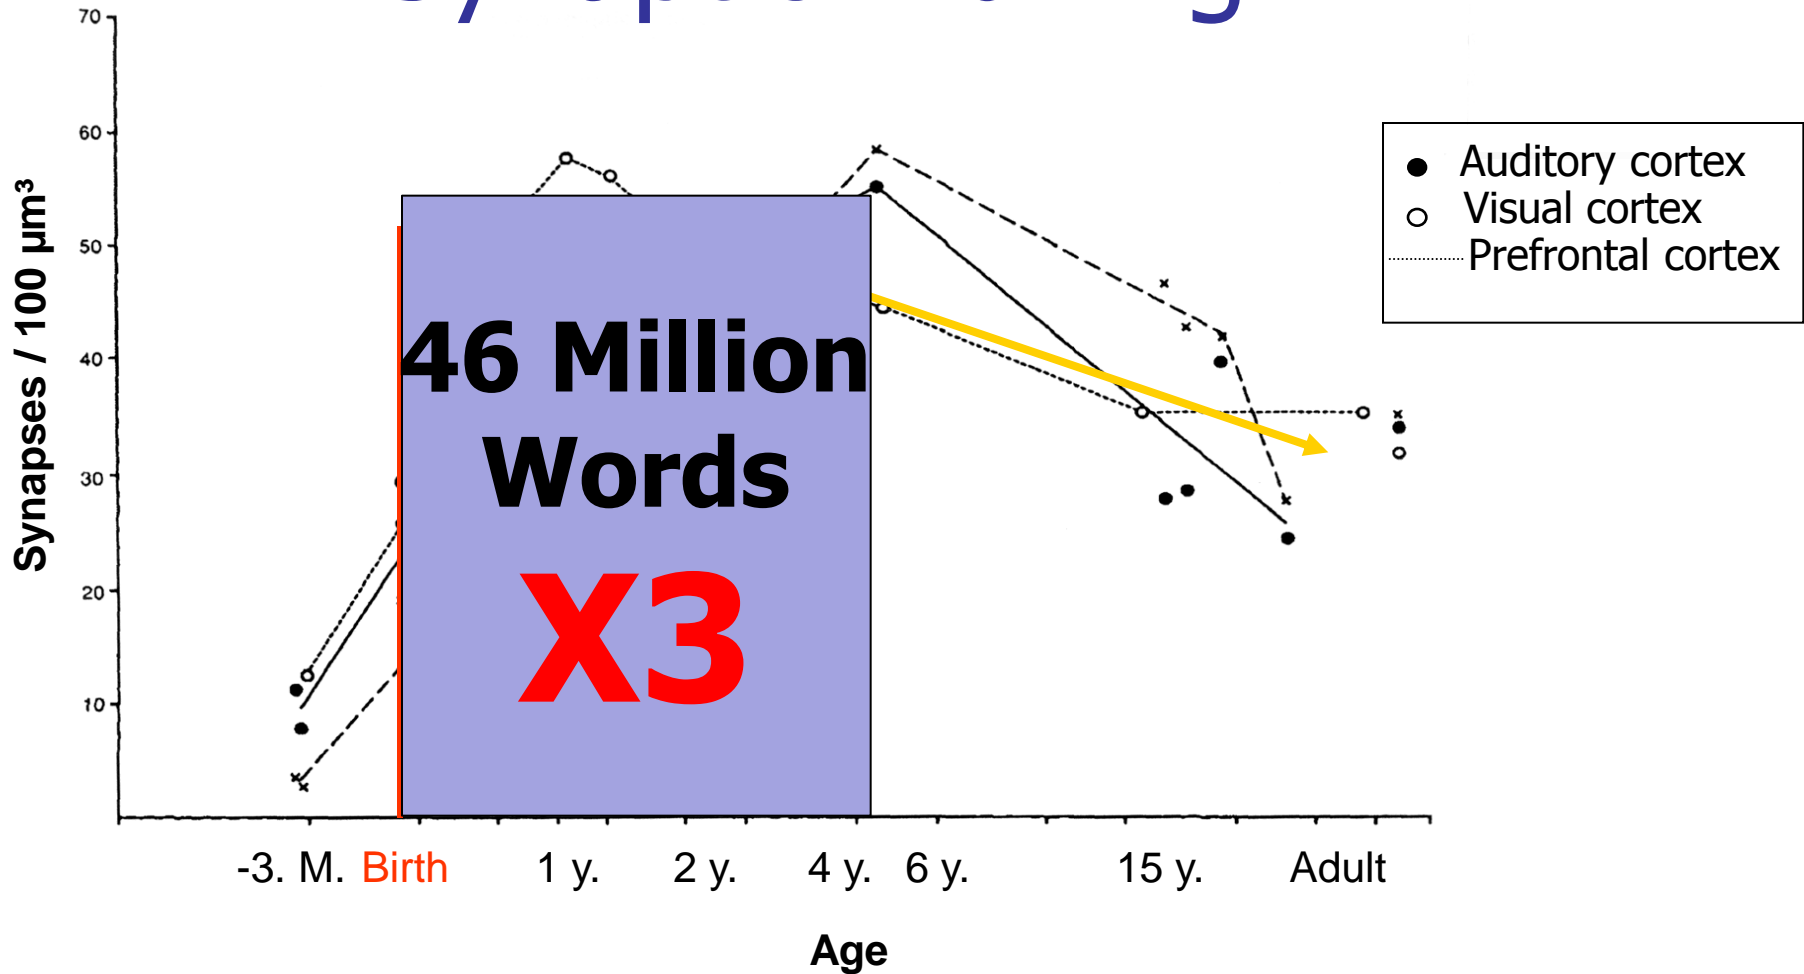 70
60
50
40
30
20
10
Synapses / 100 µm³
Auditory cortex
Visual cortex
Prefrontal cortex
46 Million
Words
X3
-3. M. Birth 1 y. 2 y. 4 y. 6 y. 15 y. Adult
Age